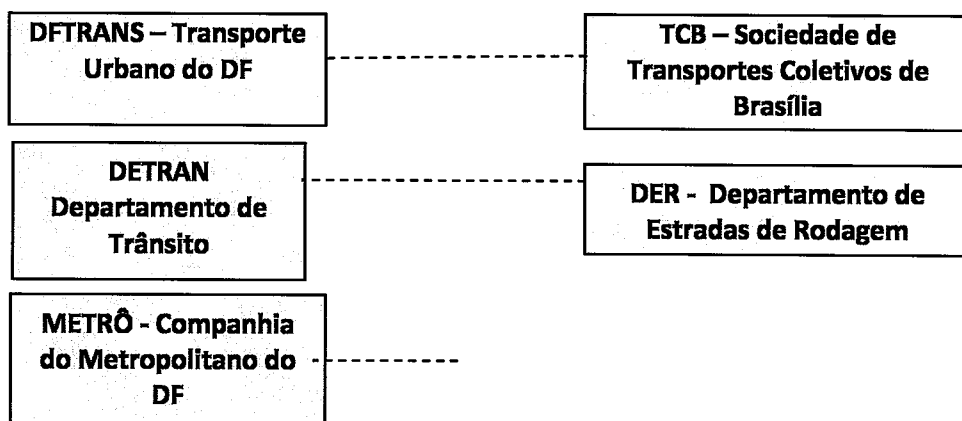 DFTRANS – Transporte
Urbano do DF
TCB – Sociedade de
Transportes Coletivos de
Brasília
DETRAN
Departamento de
Trânsito
DER - Departamento de
Estradas de Rodagem
METRÔ - Companhia
do Metropolitano do
DF